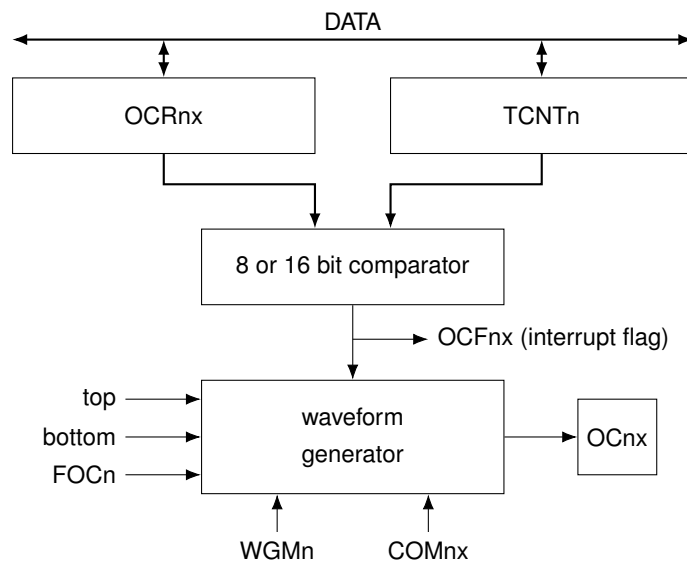 DATA
OCRnx
TCNTn
8 or 16 bit comparator
OCFnx (interrupt flag)
top
bottom
FOCn
waveform
generator
OCnx
WGMn
COMnx